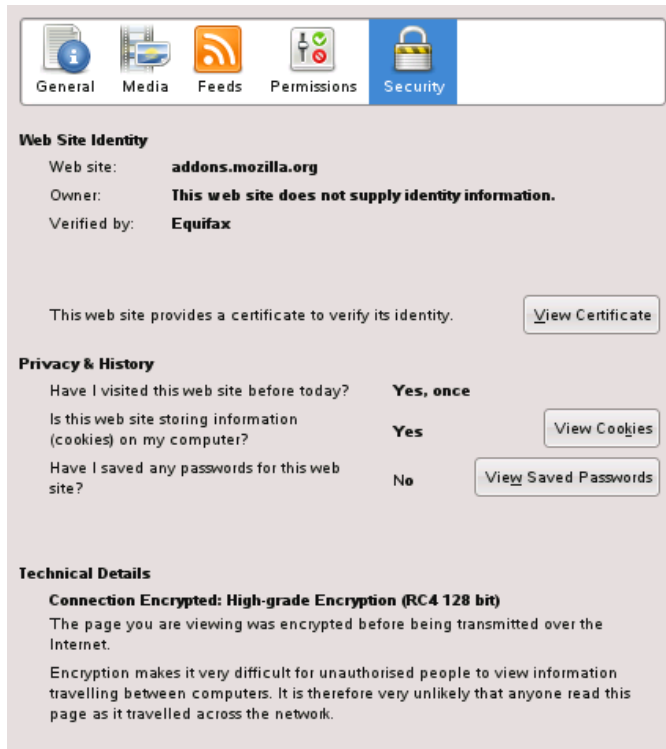 General Media Feeds Permissions Security
Web Site Identity
Web site: addons.mozilla.org
Owner: This web site does not supply identity information.
Verified by: Equifax
This web site provides a certificate to verify its identity. View Certificate
Privacy & History
Have I visited this web site before today? Yes, once
Is this web site storing information
(cookies) on my computer? Yes View Cookies
Have I saved any passwords for this web
site? No View Saved Passwords
Technical Details
Connection Encrypted: High-grade Encryption (RC4 128 bit)
The page you are viewing was encrypted before being transmitted over the
Internet.
Encryption makes it very difficult for unauthorised people to view information
travelling between computers. It is therefore very unlikely that anyone read this
page as it travelled across the network.